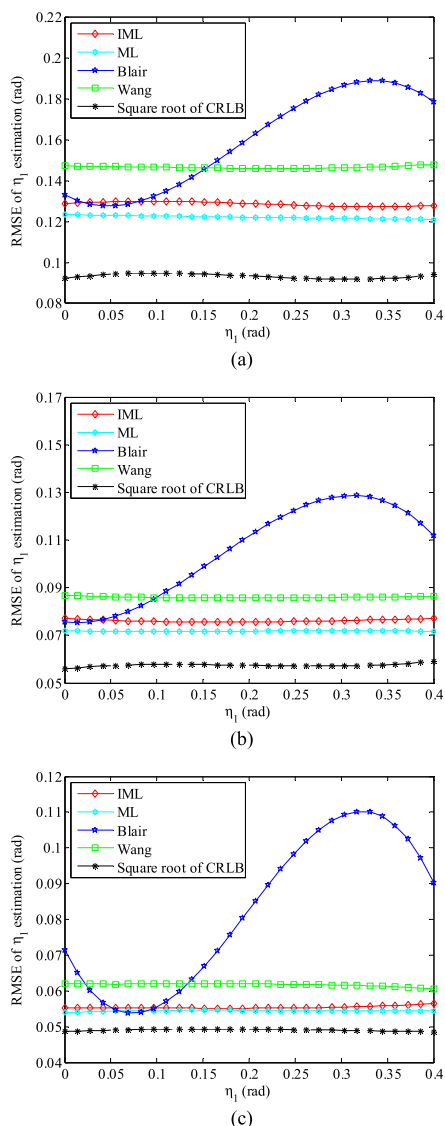 0.22
0.2
0.18
0.16
0.14
0.12
0.1
0.08
RMSE of η1 estimation (rad)
IML
ML
Blair
Wang
Square root of CRLB
0 0.05 0.1 0.15 0.2 0.25 0.3 0.35 0.4
η1 (rad)
(a)
0.17
0.15
0.13
0.11
0.09
0.07
0.05
RMSE of η1 estimation (rad)
IML
ML
Blair
Wang
Square root of CRLB
0 0.05 0.1 0.15 0.2 0.25 0.3 0.35 0.4
η1 (rad)
(b)
0.12
0.11
0.1
0.09
0.08
0.07
0.06
0.05
0.04
RMSE of η1 estimation (rad)
IML
ML
Blair
Wang
Square root of CRLB
0 0.05 0.1 0.15 0.2 0.25 0.3 0.35 0.4
η1 (rad)
(c)